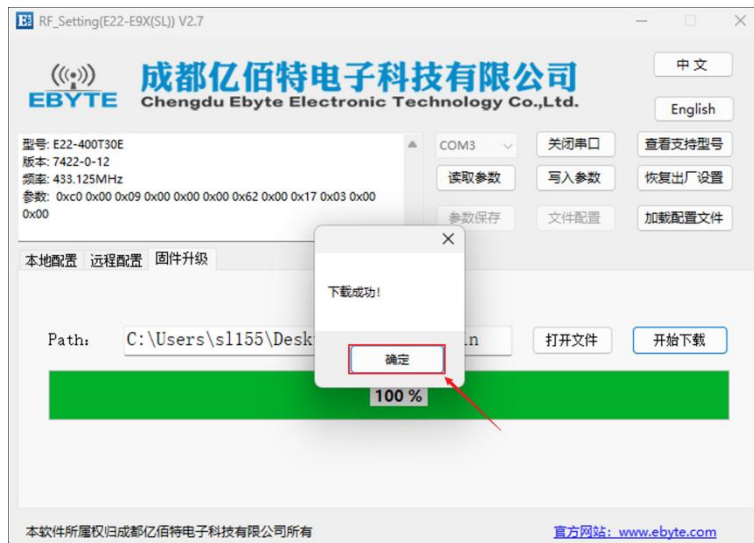 RF_Setting(E22-E9X(SL)) V2.7
EBYTE
成都亿佰特电子科技有限公司
Chengdu Ebyte Electronic Technology Co.,Ltd.
中 文
English
型号: E22-400T30E
版本: 7422-0-12
频率: 433.125MHz
参数: 0xc0 0x00 0x09 0x00 0x00 0x00 0x62 0x00 0x17 0x03 0x00
0x00
COM3
关闭串口
查看支持型号
读取参数
写入参数
恢复出厂设置
参数保存
文件配置
加载配置文件
本地配置
远程配置
固件升级
下载成功!
确定
Path:
C:\Users\sl155\Desk
打开文件
开始下载
100 %
本软件所属权归成都亿佰特电子科技有限公司所有
官方网站: www.ebyte.com